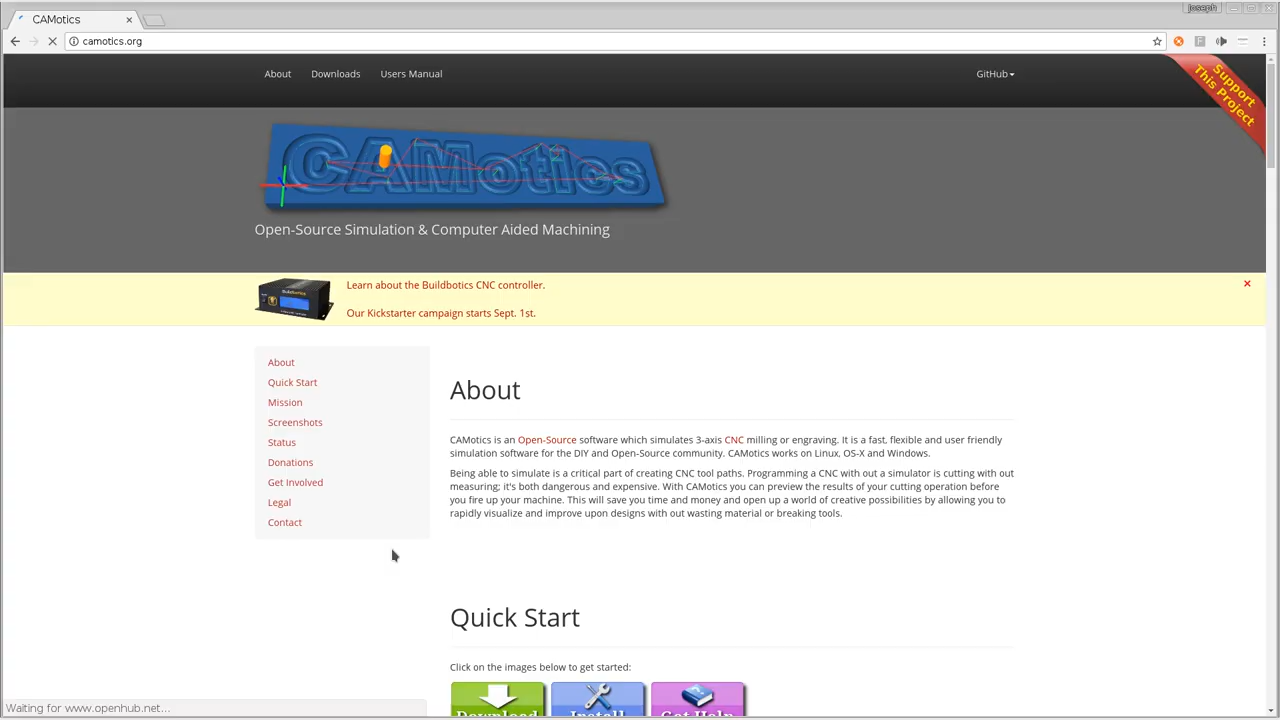 CAMotics
joseph
camotics.org
About
Downloads
Users Manual
GitHub
Support
This Project
CAMotics
Open-Source Simulation & Computer Aided Machining
Learn about the Buildbotics CNC controller.
Our Kickstarter campaign starts Sept. 1st.
About
Quick Start
Mission
Screenshots
Status
Donations
Get Involved
Legal
Contact
About
CAMotics is an Open-Source software which simulates 3-axis CNC milling or engraving. It is a fast, flexible and user friendly
simulation software for the DIY and Open-Source community. CAMotics works on Linux, OS-X and Windows.
Being able to simulate is a critical part of creating CNC tool paths. Programming a CNC with out a simulator is cutting with out
measuring; it's both dangerous and expensive. With CAMotics you can preview the results of your cutting operation before
you fire up your machine. This will save you time and money and open up a world of creative possibilities by allowing you to
rapidly visualize and improve upon designs with out wasting material or breaking tools.
Quick Start
Click on the images below to get started:
Download
Install
Get Help
Waiting for www.openhub.net...